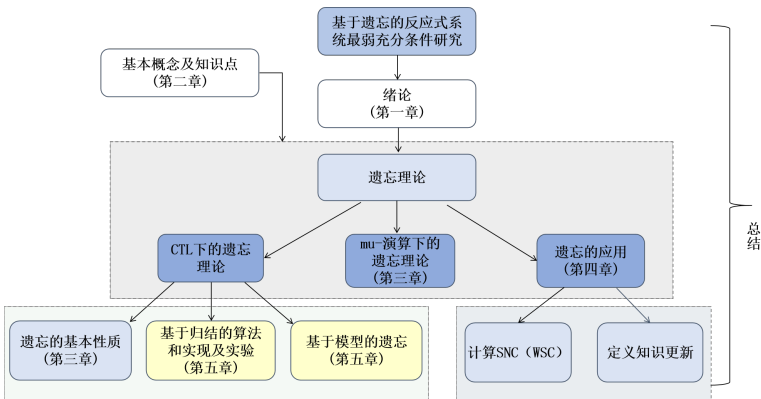 基于遗忘的反应式系
统最弱充分条件研究
基本概念及知识点
(第二章)
绪论
(第一章)
遗忘理论
CTL下的遗忘
理论
mu-演算下的
遗忘理论
(第三章)
遗忘的应用
(第四章)
总结
遗忘的基本性质
(第三章)
基于归结的算法
和实现及实验
(第五章)
基于模型的遗忘
(第五章)
计算SNC（WSC）
定义知识更新